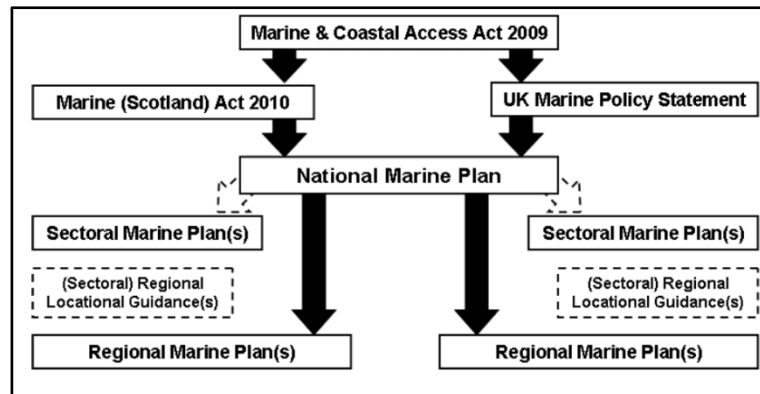 Marine & Coastal Access Act 2009
Marine (Scotland) Act 2010
UK Marine Policy Statement
National Marine Plan
Sectoral Marine Plan(s)
Sectoral Marine Plan(s)
(Sectoral) Regional
Locational Guidance(s)
(Sectoral) Regional
Locational Guidance(s)
Regional Marine Plan(s)
Regional Marine Plan(s)